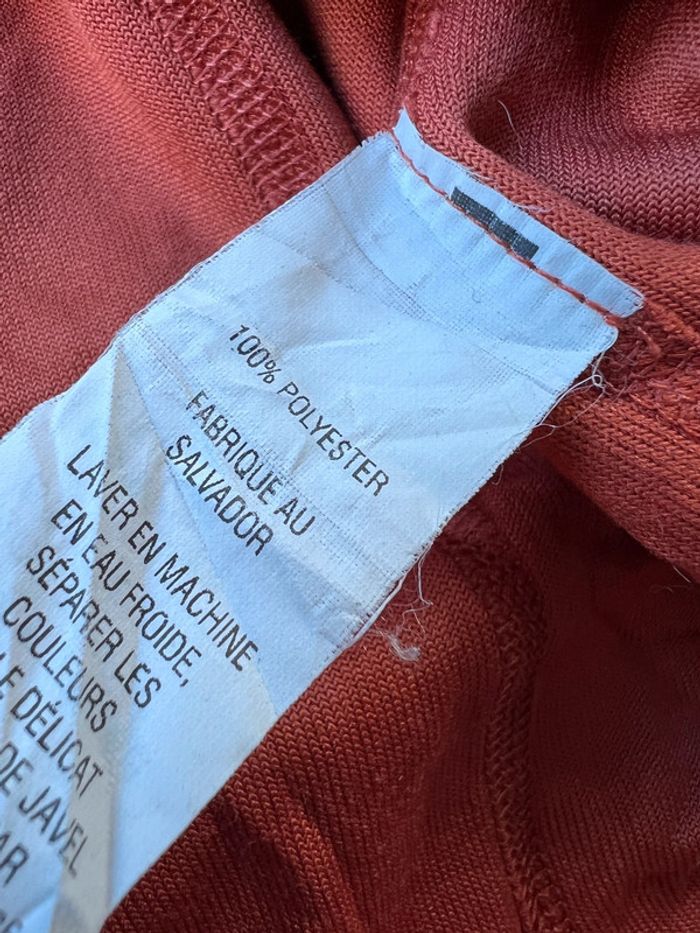 100% POLYESTER
FABRIQUE AU
SALVADOR
LAVER EN MACHINE
EN EAU FROIDE,
SÉPARER LES
COULEURS
DÉLICAT
DE JAVEL